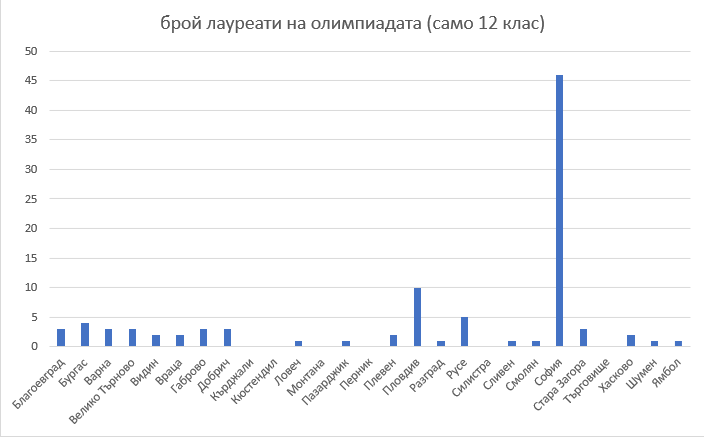 брой лауреати на олимпиадата (само 12 клас)
50
45
40
35
30
25
20
15
10
5
0
Благоевград
Бургас
Варна
Велико Търново
Видин
Враца
Габрово
Добрич
Кърджали
Кюстендил
Ловеч
Монтана
Пазарджик
Перник
Плевен
Пловдив
Разград
Русе
Силистра
Сливен
Смолян
София
Стара Загора
Търговище
Хасково
Шумен
Ямбол